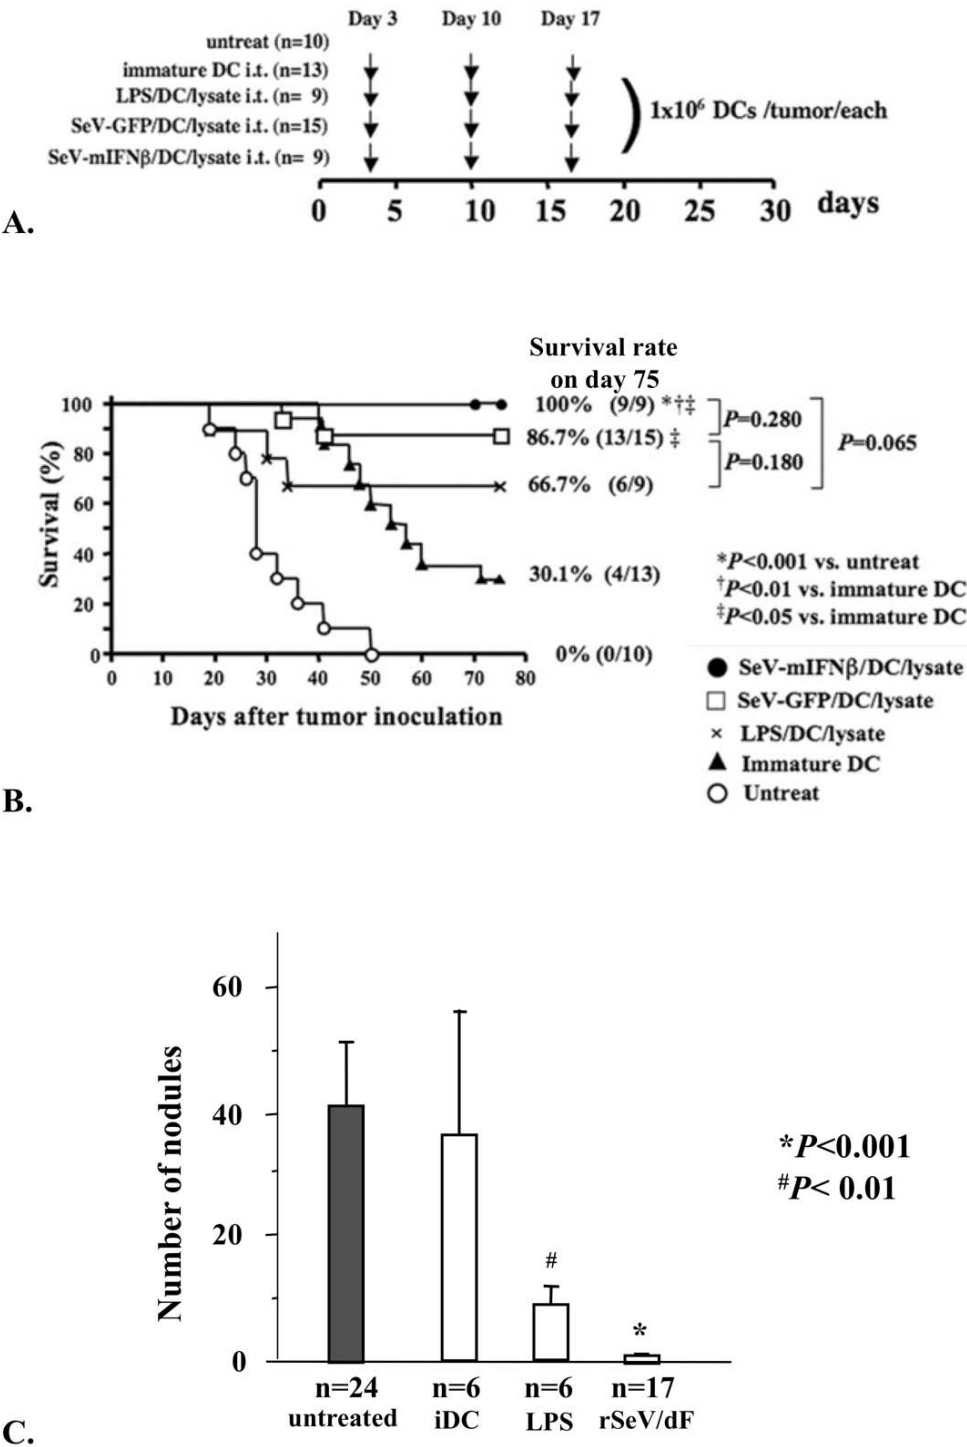 Day 3 Day 10 Day 17
untreat (n=10)
immature DC i.t. (n=13)
LPS/DC/lysate i.t. (n= 9)
SeV-GFP/DC/lysate i.t. (n=15)
SeV-mIFNβ/DC/lysate i.t. (n= 9)
1x10⁶ DCs /tumor/each
0 5 10 15 20 25 30 days
A.
Survival rate
on day 75
100% (9/9) *†‡
86.7% (13/15) ‡
66.7% (6/9)
30.1% (4/13)
0% (0/10)
P=0.280
P=0.180
P=0.065
*P<0.001 vs. untreat
†P<0.01 vs. immature DC
‡P<0.05 vs. immature DC
SeV-mIFNβ/DC/lysate
SeV-GFP/DC/lysate
LPS/DC/lysate
Immature DC
Untreat
Survival (%)
100
80
60
40
20
0
0 10 20 30 40 50 60 70 80
Days after tumor inoculation
B.
Number of nodules
60
40
20
0
#
*
*P<0.001
#P< 0.01
n=24 n=6 n=6 n=17
untreated iDC LPS rSeV/dF
C.